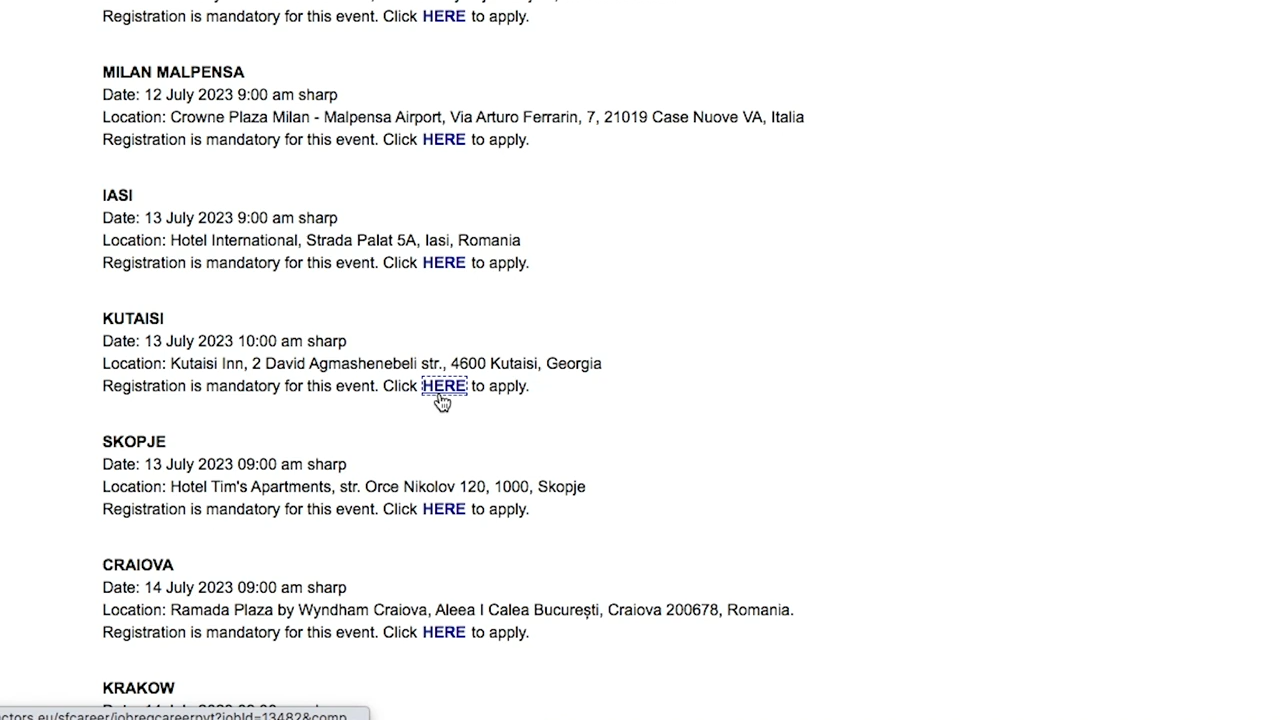 Registration is mandatory for this event. Click HERE to apply.
MILAN MALPENSA
Date: 12 July 2023 9:00 am sharp
Location: Crowne Plaza Milan - Malpensa Airport, Via Arturo Ferrarin, 7, 21019 Case Nuove VA, Italia
Registration is mandatory for this event. Click HERE to apply.
IASI
Date: 13 July 2023 9:00 am sharp
Location: Hotel International, Strada Palat 5A, Iasi, Romania
Registration is mandatory for this event. Click HERE to apply.
KUTAISI
Date: 13 July 2023 10:00 am sharp
Location: Kutaisi Inn, 2 David Agmashenebeli str., 4600 Kutaisi, Georgia
Registration is mandatory for this event. Click HERE to apply.
SKOPJE
Date: 13 July 2023 09:00 am sharp
Location: Hotel Tim's Apartments, str. Orce Nikolov 120, 1000, Skopje
Registration is mandatory for this event. Click HERE to apply.
CRAIOVA
Date: 14 July 2023 09:00 am sharp
Location: Ramada Plaza by Wyndham Craiova, Aleea I Calea București, Craiova 200678, Romania.
Registration is mandatory for this event. Click HERE to apply.
KRAKOW
actors.eu/sfcareer/jobreqcareerpvt?jobId=13482&comp